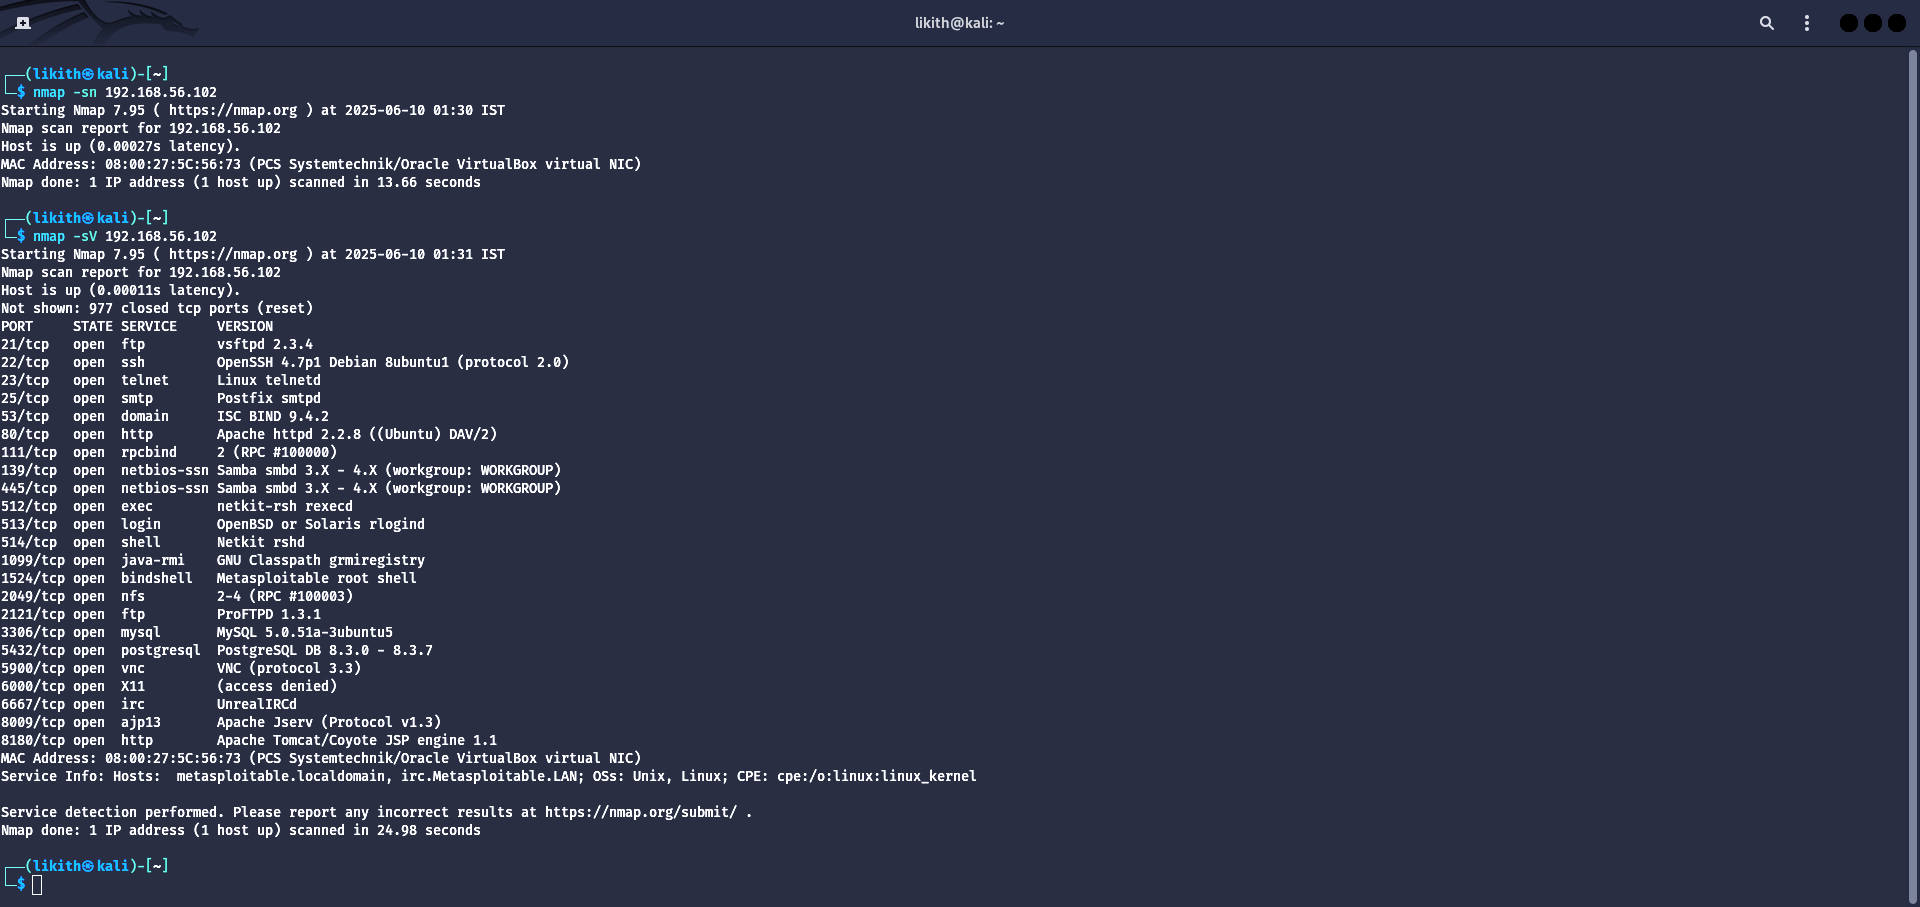 likith@kali: ~
┌──(likith㉿kali)-[~]
└─$ nmap -sn 192.168.56.102
Starting Nmap 7.95 ( https://nmap.org ) at 2025-06-10 01:30 IST
Nmap scan report for 192.168.56.102
Host is up (0.00027s latency).
MAC Address: 08:00:27:5C:56:73 (PCS Systemtechnik/Oracle VirtualBox virtual NIC)
Nmap done: 1 IP address (1 host up) scanned in 13.66 seconds
┌──(likith㉿kali)-[~]
└─$ nmap -sV 192.168.56.102
Starting Nmap 7.95 ( https://nmap.org ) at 2025-06-10 01:31 IST
Nmap scan report for 192.168.56.102
Host is up (0.00011s latency).
Not shown: 977 closed tcp ports (reset)
PORT     STATE SERVICE     VERSION
21/tcp   open  ftp         vsftpd 2.3.4
22/tcp   open  ssh         OpenSSH 4.7p1 Debian 8ubuntu1 (protocol 2.0)
23/tcp   open  telnet      Linux telnetd
25/tcp   open  smtp        Postfix smtpd
53/tcp   open  domain      ISC BIND 9.4.2
80/tcp   open  http        Apache httpd 2.2.8 ((Ubuntu) DAV/2)
111/tcp  open  rpcbind     2 (RPC #100000)
139/tcp  open  netbios-ssn Samba smbd 3.X - 4.X (workgroup: WORKGROUP)
445/tcp  open  netbios-ssn Samba smbd 3.X - 4.X (workgroup: WORKGROUP)
512/tcp  open  exec        netkit-rsh rexecd
513/tcp  open  login       OpenBSD or Solaris rlogind
514/tcp  open  shell       Netkit rshd
1099/tcp open  java-rmi    GNU Classpath grmiregistry
1524/tcp open  bindshell   Metasploitable root shell
2049/tcp open  nfs         2-4 (RPC #100003)
2121/tcp open  ftp         ProFTPD 1.3.1
3306/tcp open  mysql       MySQL 5.0.51a-3ubuntu5
5432/tcp open  postgresql  PostgreSQL DB 8.3.0 - 8.3.7
5900/tcp open  vnc         VNC (protocol 3.3)
6000/tcp open  X11         (access denied)
6667/tcp open  irc         UnrealIRCd
8009/tcp open  ajp13       Apache Jserv (Protocol v1.3)
8180/tcp open  http        Apache Tomcat/Coyote JSP engine 1.1
MAC Address: 08:00:27:5C:56:73 (PCS Systemtechnik/Oracle VirtualBox virtual NIC)
Service Info: Hosts:  metasploitable.localdomain, irc.Metasploitable.LAN; OSs: Unix, Linux; CPE: cpe:/o:linux:linux_kernel
Service detection performed. Please report any incorrect results at https://nmap.org/submit/ .
Nmap done: 1 IP address (1 host up) scanned in 24.98 seconds
┌──(likith㉿kali)-[~]
└─$